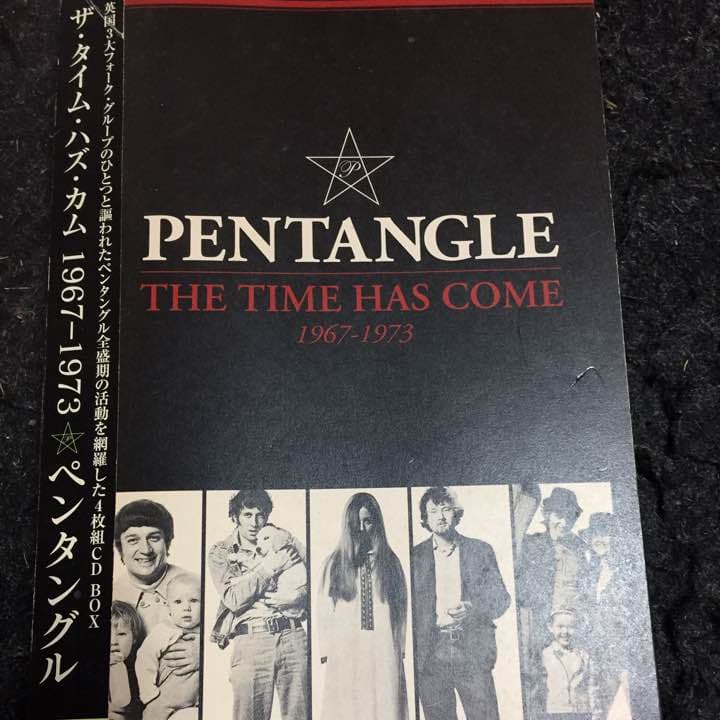 英国3大フォーク・グループのひとつと謳われたペンタングル全盛期の活動を網羅した4枚組CD BOX
ザ・タイム・ハズ・カム 1967-1973 ペンタングル
P
PENTANGLE
THE TIME HAS COME
1967-1973